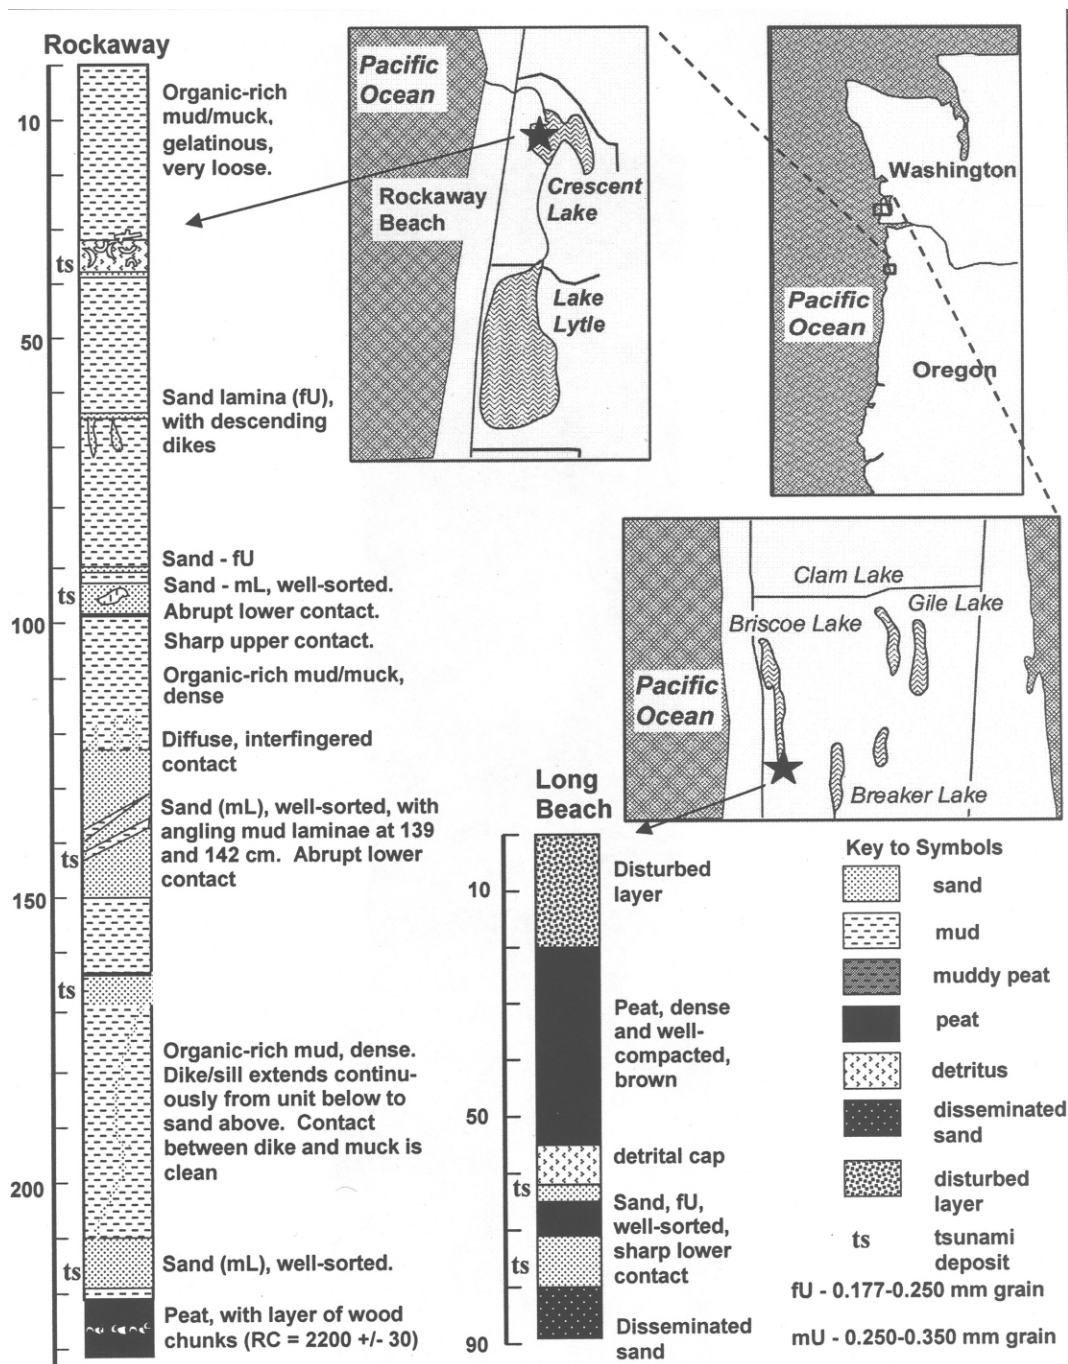 Rockaway
10
50
100
150
200
ts
ts
ts
ts
ts
Organic-rich
mud/muck,
gelatinous,
very loose.
Sand lamina (fU),
with descending
dikes
Sand - fU
Sand - mL, well-sorted.
Abrupt lower contact.
Sharp upper contact.
Organic-rich mud/muck,
dense
Diffuse, interfingered
contact
Sand (mL), well-sorted, with
angling mud laminae at 139
and 142 cm. Abrupt lower
contact
Organic-rich mud, dense.
Dike/sill extends continu-
ously from unit below to
sand above. Contact
between dike and muck is
clean
Sand (mL), well-sorted.
Peat, with layer of wood
chunks (RC = 2200 +/- 30)
Pacific
Ocean
Rockaway
Beach
Crescent
Lake
Lake
Lytle
Washington
Pacific
Ocean
Oregon
Clam Lake
Gile Lake
Briscoe Lake
Pacific
Ocean
Breaker Lake
Long
Beach
10
50
90
ts
ts
Disturbed
layer
Peat, dense
and well-
compacted,
brown
detrital cap
Sand, fU,
well-sorted,
sharp lower
contact
Disseminated
sand
Key to Symbols
sand
mud
muddy peat
peat
detritus
disseminated
sand
disturbed
layer
ts tsunami
deposit
fU - 0.177-0.250 mm grain
mU - 0.250-0.350 mm grain